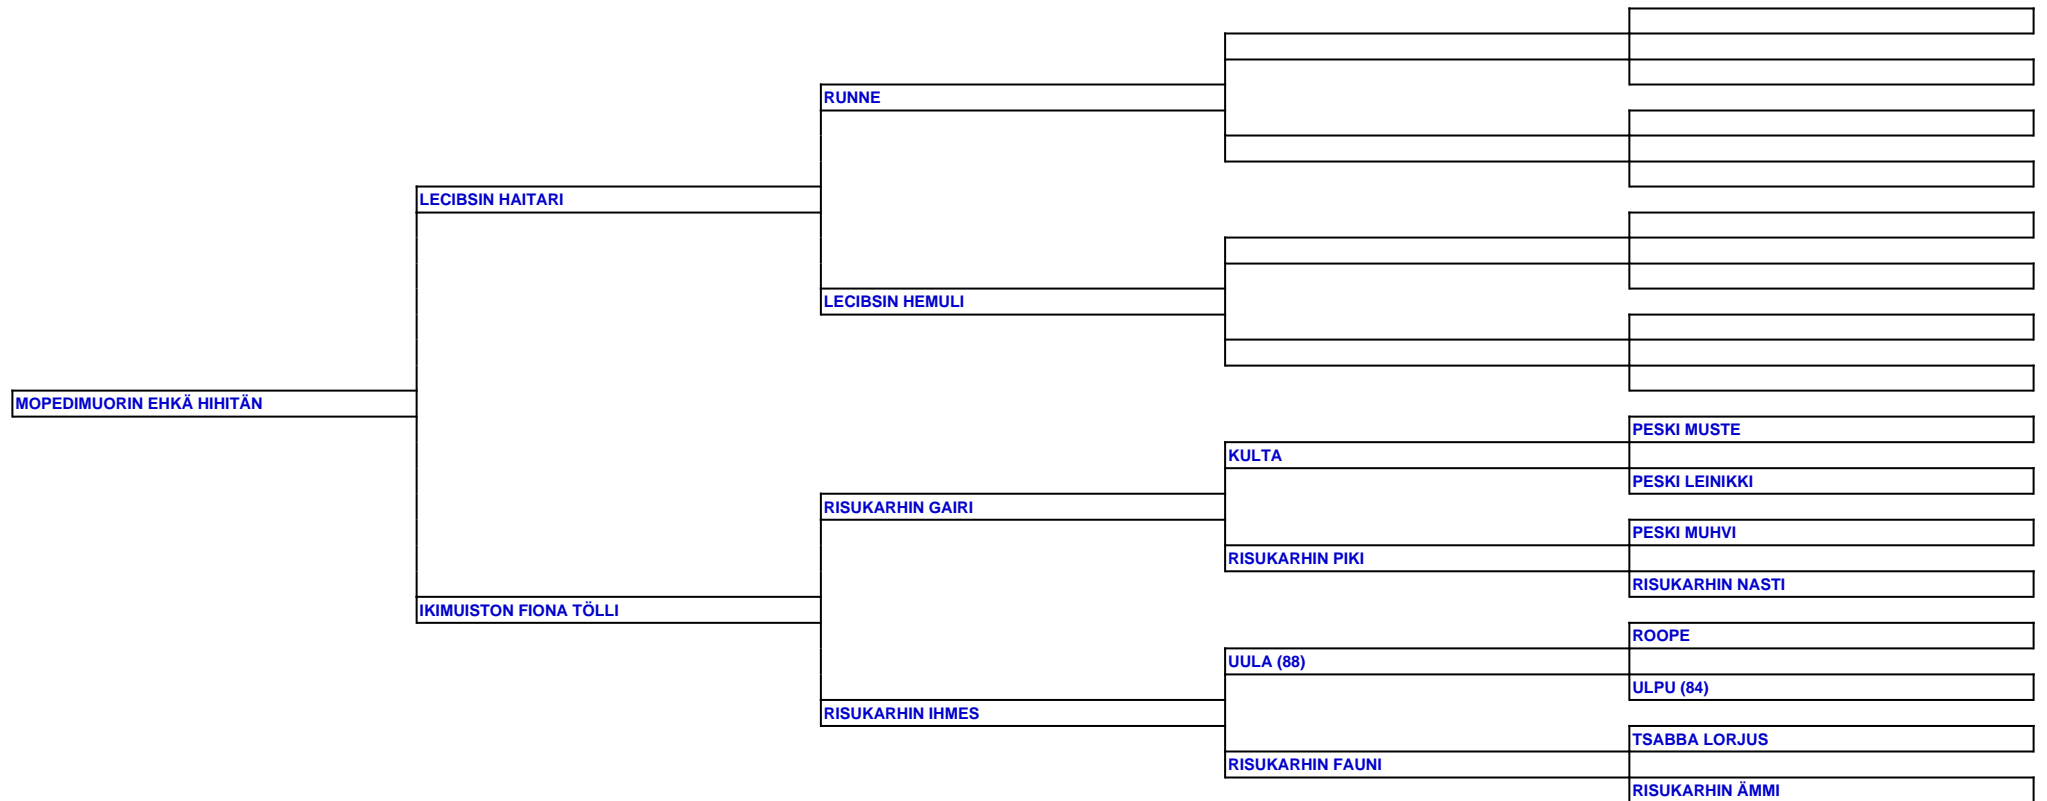 RUNNE
LECIBSIN HAITARI
LECIBSIN HEMULI
MOPEDIMUORIN EHKÄ HIHITÄN
PESKI MUSTE
KULTA
PESKI LEINIKKI
RISUKARHIN GAIRI
PESKI MUHVI
RISUKARHIN PIKI
RISUKARHIN NASTI
IKIMUISTON FIONA TÖLLI
ROOPE
UULA (88)
ULPU (84)
RISUKARHIN IHMES
TSABBA LORJUS
RISUKARHIN FAUNI
RISUKARHIN ÄMMI